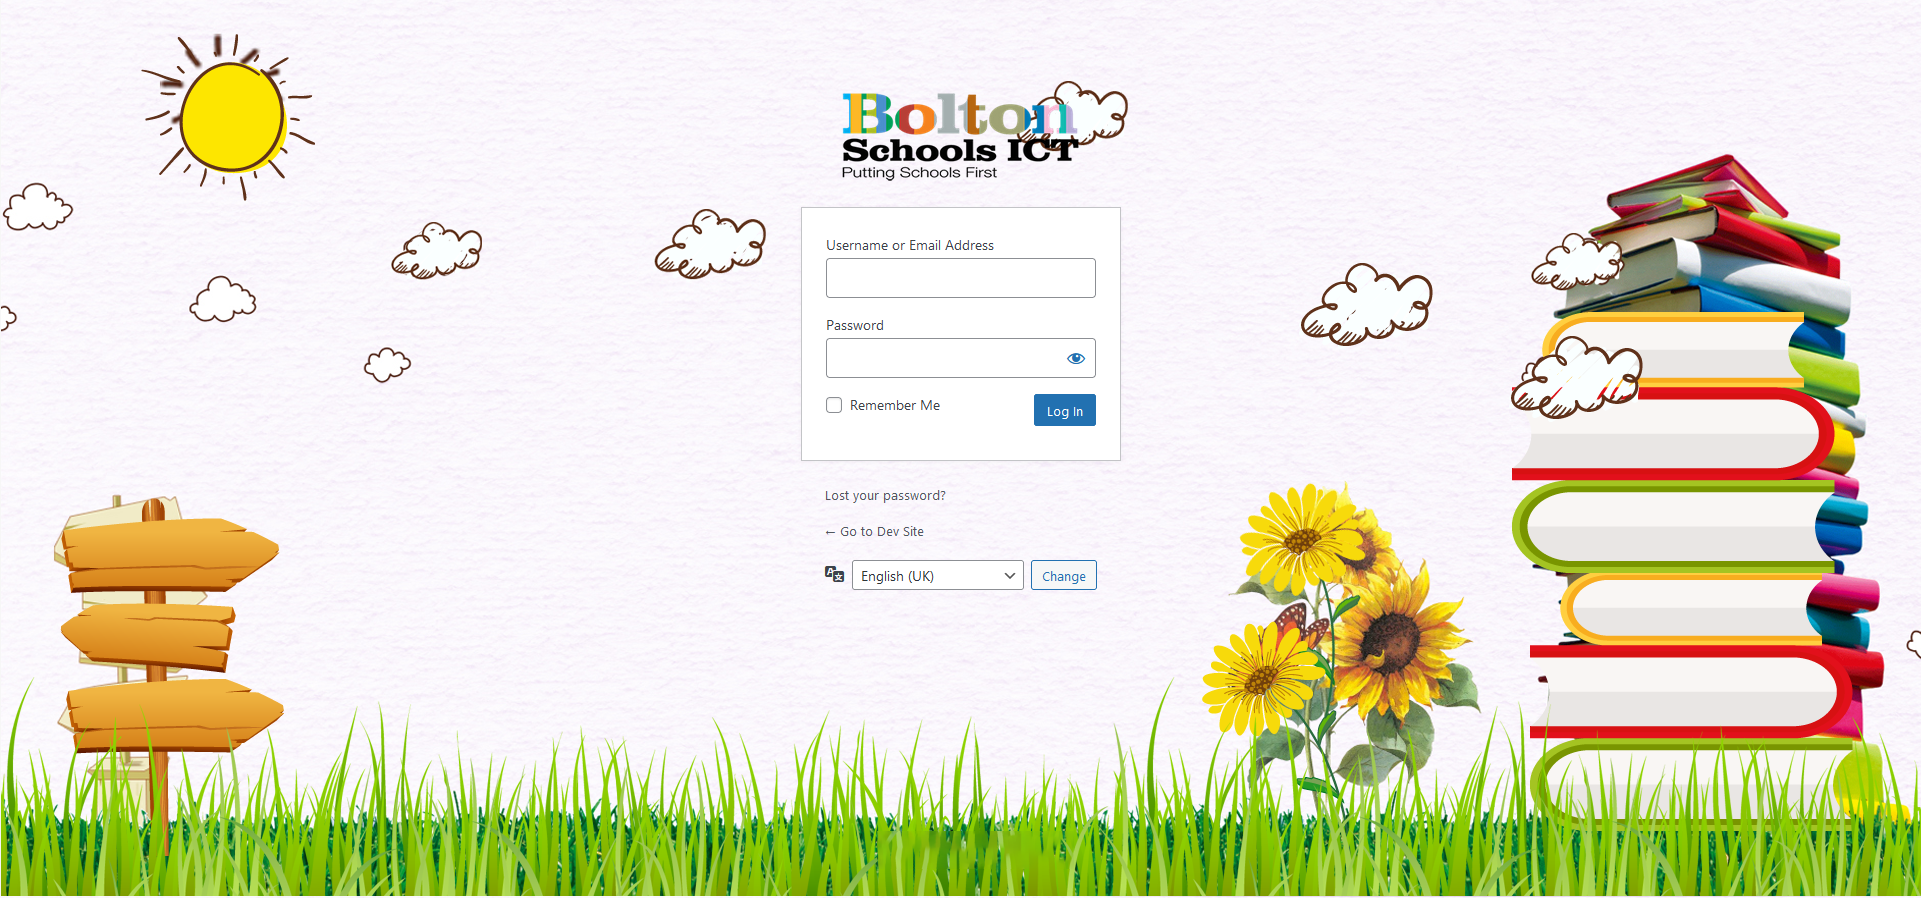 Bolton
Schools ICT
Putting Schools First
Username or Email Address
Password
Remember Me
Log In
Lost your password?
← Go to Dev Site
English (UK)
Change